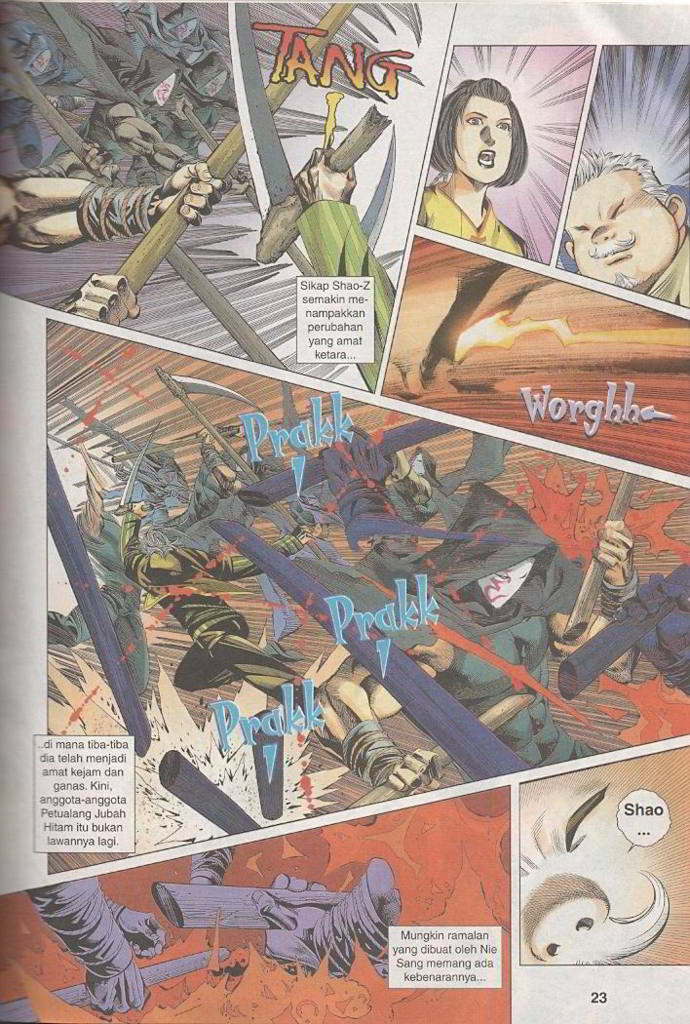 TANG
Sikap Shao-Z
semakin me-
nampakkan
perubahan
yang amat
ketara...
Worghh
Prakk
!
Prakk
!
Prakk
!
..di mana tiba-tiba
dia telah menjadi
amat kejam dan
ganas. Kini,
anggota-anggota
Petualang Jubah
Hitam itu bukan
lawannya lagi.
Shao
...
Mungkin ramalan
yang dibuat oleh Nie
Sang memang ada
kebenarannya...
23